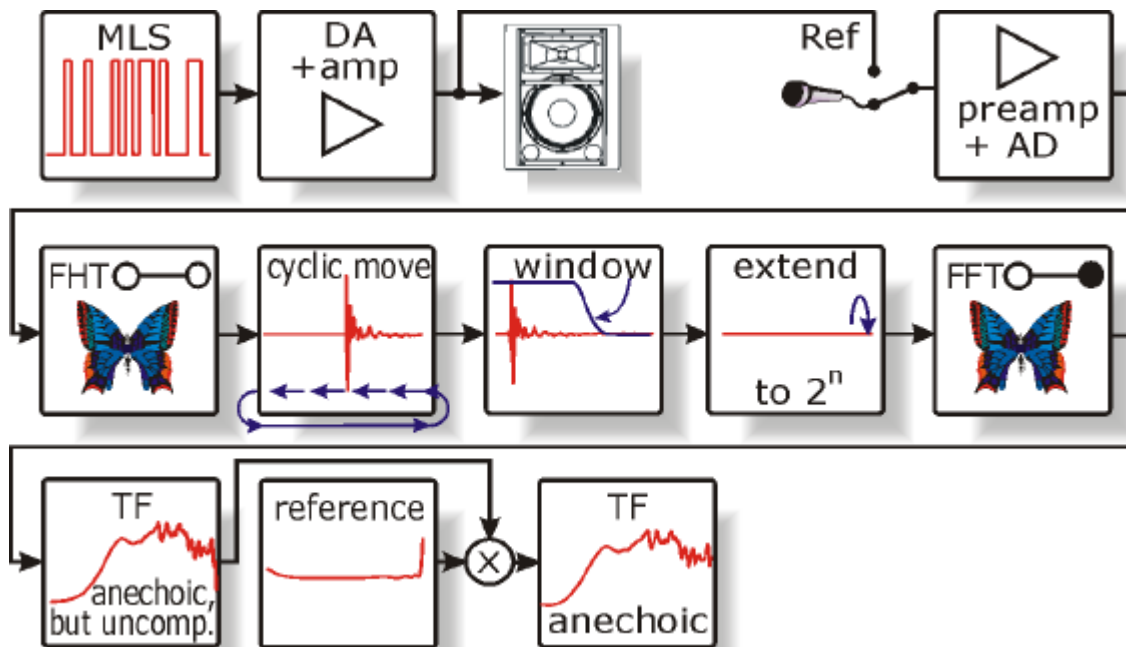 MLS
DA
+amp
Ref
preamp
+ AD
FHT
cyclic move
window
extend
to 2ⁿ
FFT
TF
anechoic,
but uncomp.
reference
X
TF
anechoic